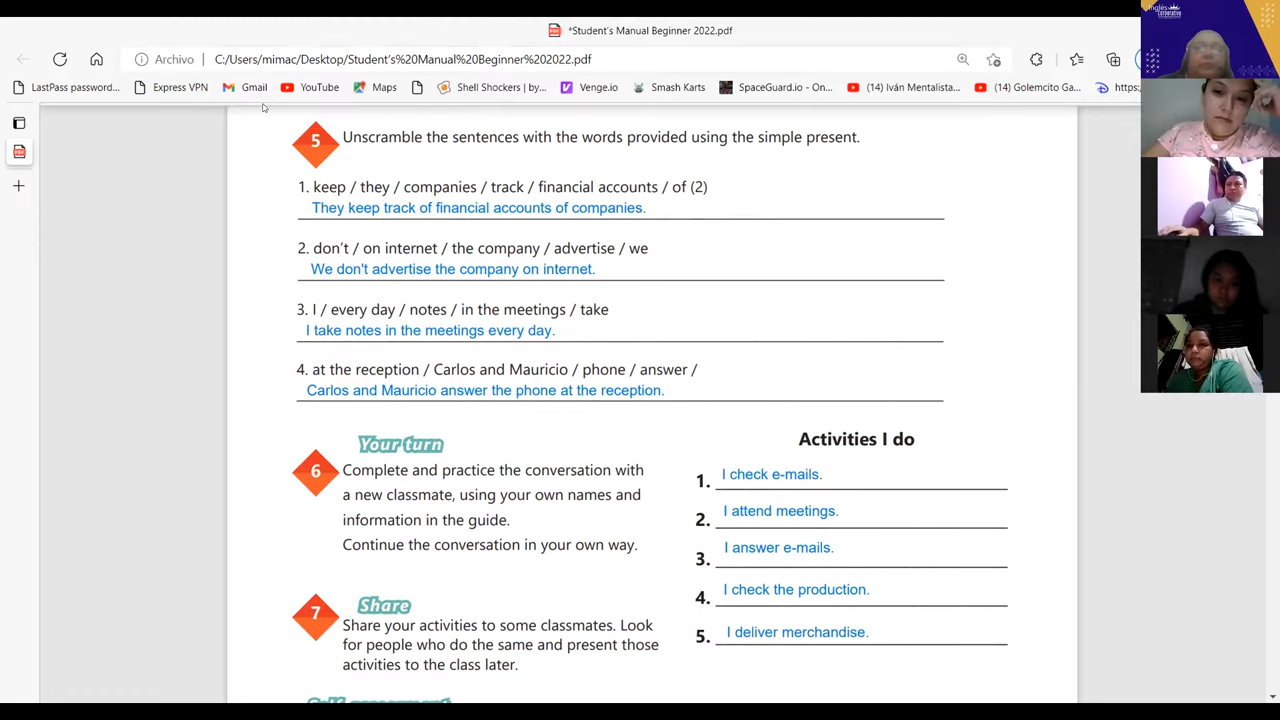 *Student's Manual Beginner 2022.pdf
Archivo
C:/Users/mimac/Desktop/Student's%20Manual%20Beginner%202022.pdf
LastPass password...
Express VPN
Gmail
YouTube
Maps
Shell Shockers | by...
Venge.io
Smash Karts
SpaceGuard.io - On...
(14) Iván Mentalista...
(14) Golemcito Ga...
https:
Inglés
Corporativo
5 Unscramble the sentences with the words provided using the simple present.
1. keep / they / companies / track / financial accounts / of (2)
They keep track of financial accounts of companies.
2. don't / on internet / the company / advertise / we
We don't advertise the company on internet.
3. I / every day / notes / in the meetings / take
I take notes in the meetings every day.
4. at the reception / Carlos and Mauricio / phone / answer /
Carlos and Mauricio answer the phone at the reception.
Your turn
6 Complete and practice the conversation with
a new classmate, using your own names and
information in the guide.
Continue the conversation in your own way.
7 Share
Share your activities to some classmates. Look
for people who do the same and present those
activities to the class later.
Activities I do
1. I check e-mails.
2. I attend meetings.
3. I answer e-mails.
4. I check the production.
5. I deliver merchandise.